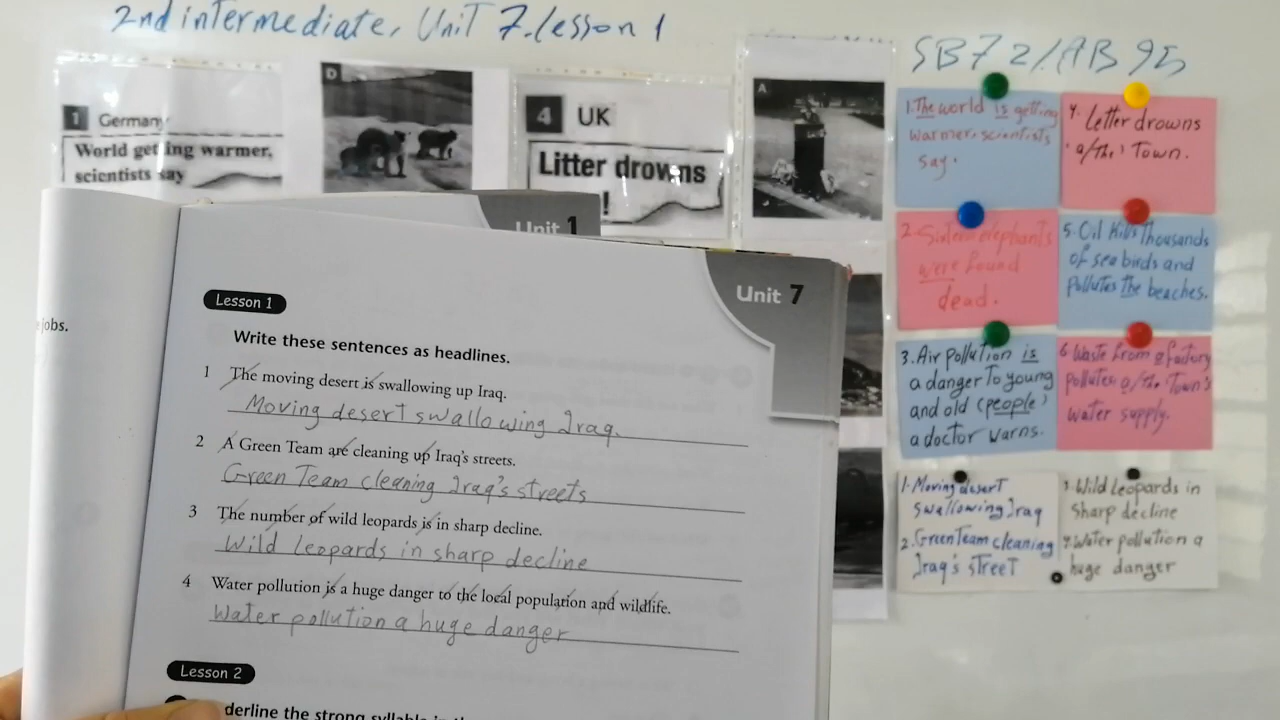 2nd intermediate, Unit 7. lesson 1
SB72/AB95
1 Germany
World getting warmer,
scientists say
D
4 UK
Litter drowns
!
A
1. The world is getting
warmer, scientists
say.
4. Letter drowns
a/the town.
2. Sixteen elephants
were found
dead.
5. Oil kills thousands
of sea birds and
pollutes the beaches.
3. Air pollution is
a danger to young
and old (people)
a doctor warns.
6 Waste from a factory
pollutes a/the town's
water supply.
1. Moving desert
swallowing Iraq
2. Green Team cleaning
Iraq's street
3. Wild leopards in
sharp decline
4. Water pollution a
huge danger
jobs.
Unit 1
Unit 7
Lesson 1
Write these sentences as headlines.
1 The moving desert is swallowing up Iraq.
Moving desert swallowing Iraq.
2 A Green Team are cleaning up Iraq's streets.
Green Team cleaning Iraq's streets
3 The number of wild leopards is in sharp decline.
Wild leopards in sharp decline
4 Water pollution is a huge danger to the local population and wildlife.
Water pollution a huge danger
Lesson 2
derline the strong syllable in